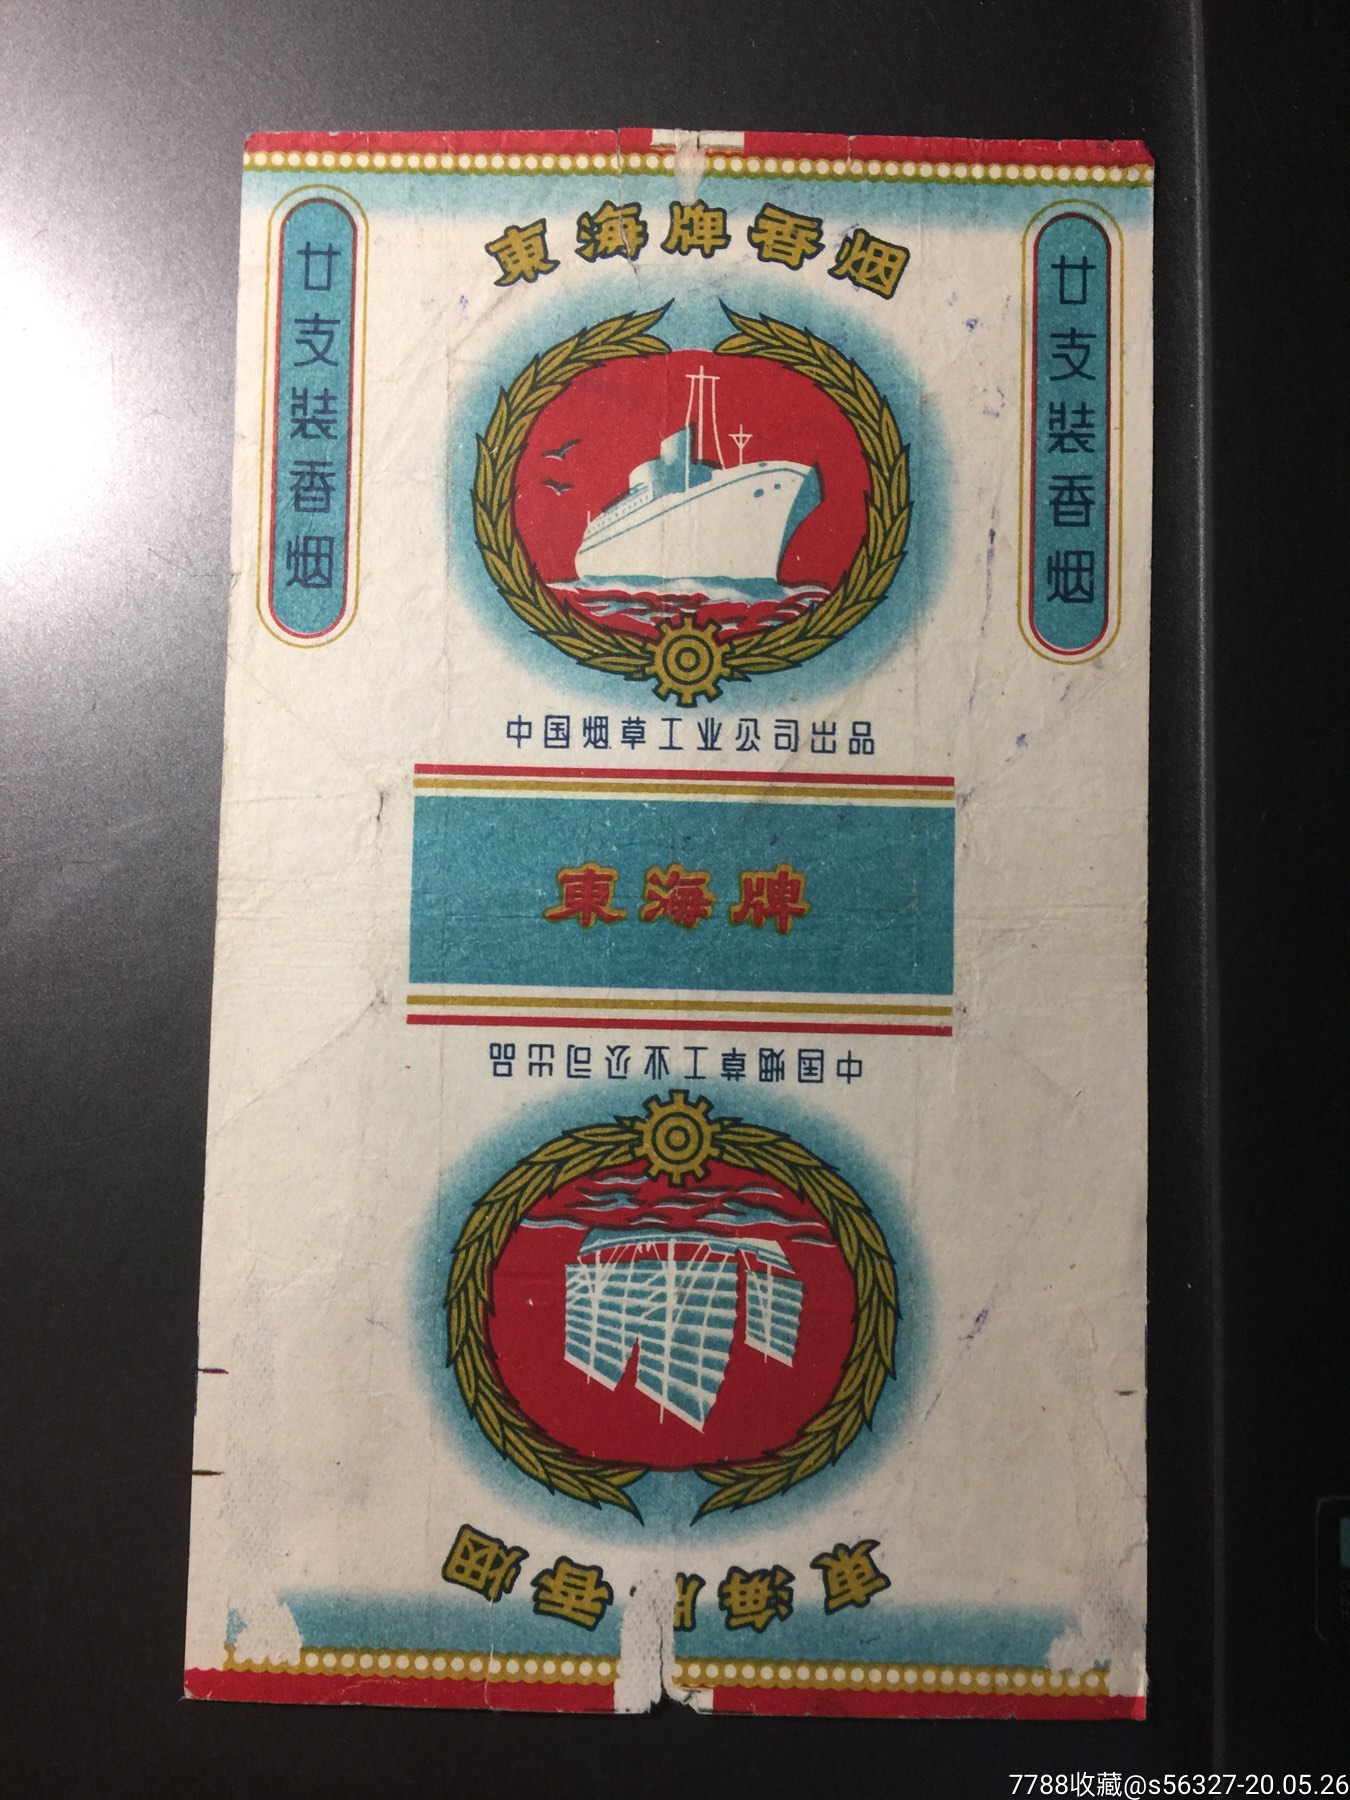 東海牌香烟
廿支裝香烟
廿支裝香烟
中国烟草工业公司出品
東海牌
中国烟草工业公司出品
東海牌香烟
7788收藏@s56327-20.05.26